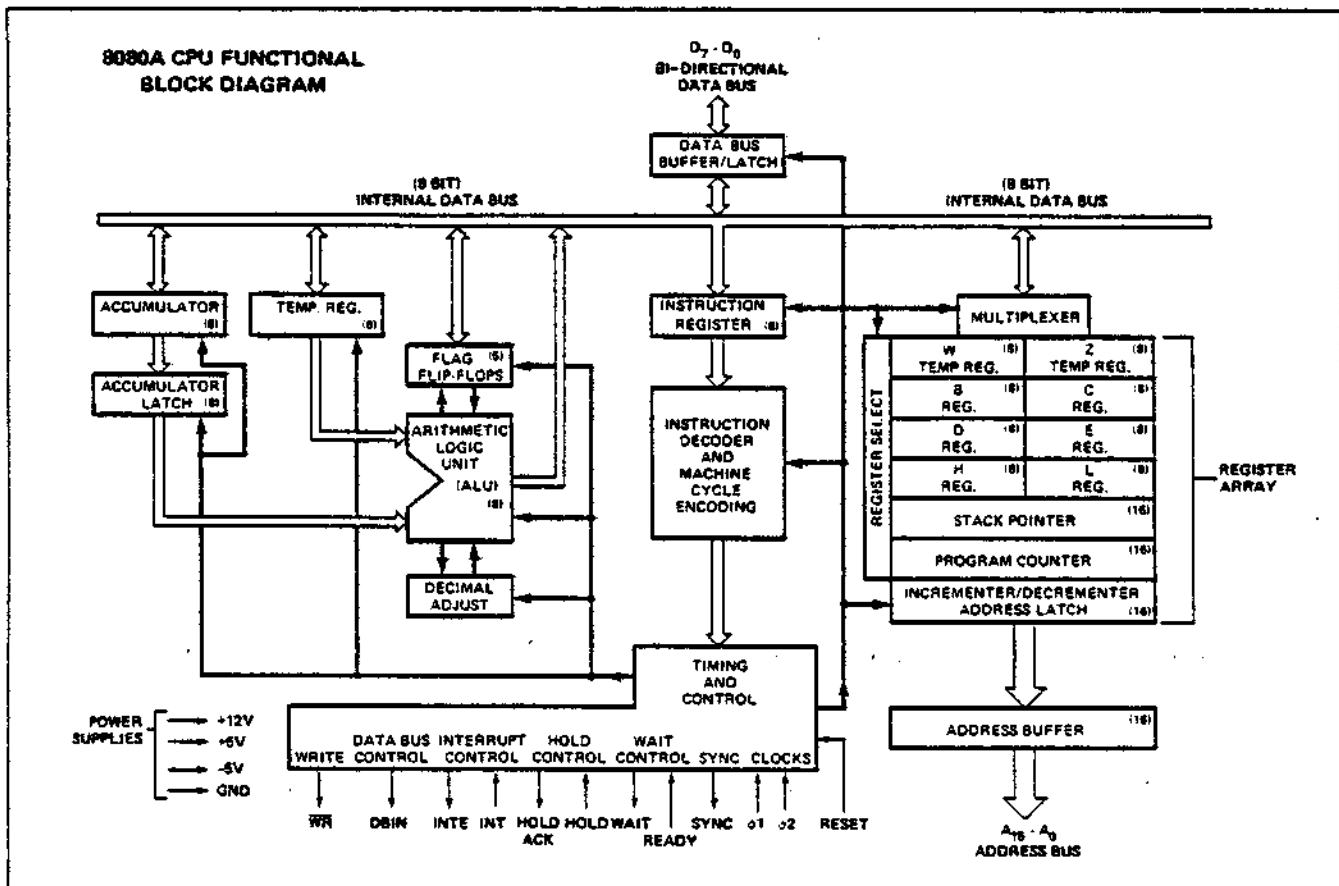 8080A CPU FUNCTIONAL
BLOCK DIAGRAM
D7 - D0
BI-DIRECTIONAL
DATA BUS
DATA BUS
BUFFER/LATCH
(8 BIT)
INTERNAL DATA BUS
(8 BIT)
INTERNAL DATA BUS
ACCUMULATOR
(8)
TEMP. REG.
(8)
INSTRUCTION
REGISTER (8)
MULTIPLEXER
FLAG (5)
FLIP-FLOPS
ACCUMULATOR
LATCH (8)
ARITHMETIC
LOGIC
UNIT
(ALU)
(8)
DECIMAL
ADJUST
INSTRUCTION
DECODER
AND
MACHINE
CYCLE
ENCODING
REGISTER SELECT
W (8)
TEMP REG.
Z (8)
TEMP REG.
B (8)
REG.
C (8)
REG.
D (8)
REG.
E (8)
REG.
H (8)
REG.
L (8)
REG.
STACK POINTER (16)
PROGRAM COUNTER (16)
INCREMENTER/DECREMENTER
ADDRESS LATCH (16)
REGISTER
ARRAY
TIMING
AND
CONTROL
WRITE
DATA BUS
CONTROL
INTERRUPT
CONTROL
HOLD
CONTROL
WAIT
CONTROL
SYNC
CLOCKS
ADDRESS BUFFER (16)
POWER
SUPPLIES
+12V
+5V
-5V
GND
WR
DBIN
INTE
INT
HOLD
ACK
HOLD
WAIT
READY
SYNC
ø1
ø2
RESET
A15 - A0
ADDRESS BUS